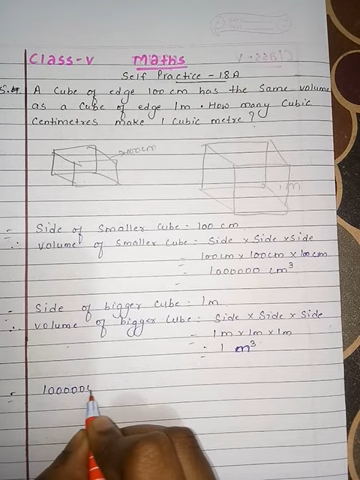 Class-V Maths
Self Practice - 18A
A Cube of edge 100 cm has the Same volume
as a Cube of edge 1m. How many Cubic
Centimetres make 1 Cubic metre?
100cm
1m
- Side of Smaller Cube = 100 cm
∴ volume of Smaller Cube = Side × Side × Side
= 100cm × 100cm × 100cm
= 1000000 cm³
- Side of bigger Cube = 1m
∴ volume of bigger Cube = Side × Side × Side
= 1m × 1m × 1m
= 1 m³
= 1000000